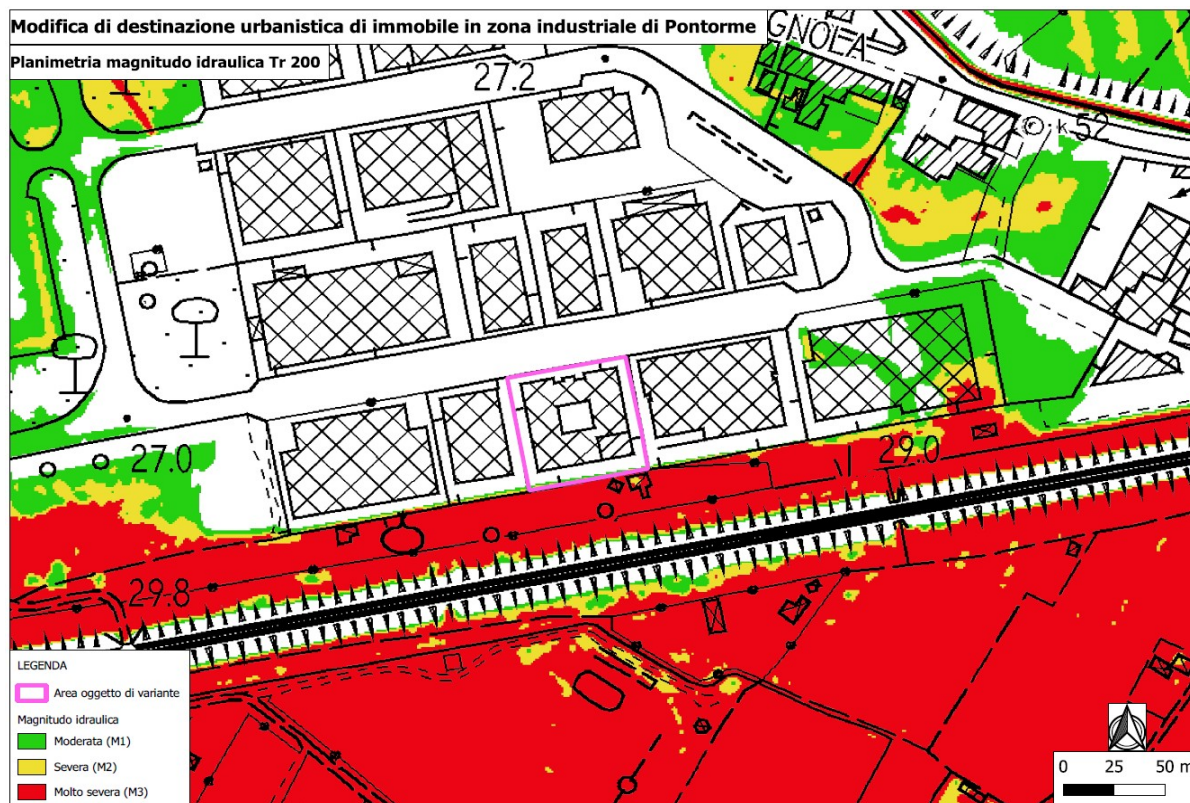 Modifica di destinazione urbanistica di immobile in zona industriale di Pontorme
Planimetria magnitudo idraulica Tr 200
27.2
GNOLA
k 52
27.0
29.0
29.8
LEGENDA
Area oggetto di variante
Magnitudo idraulica
Moderata (M1)
Severa (M2)
Molto severa (M3)
0 25 50 m